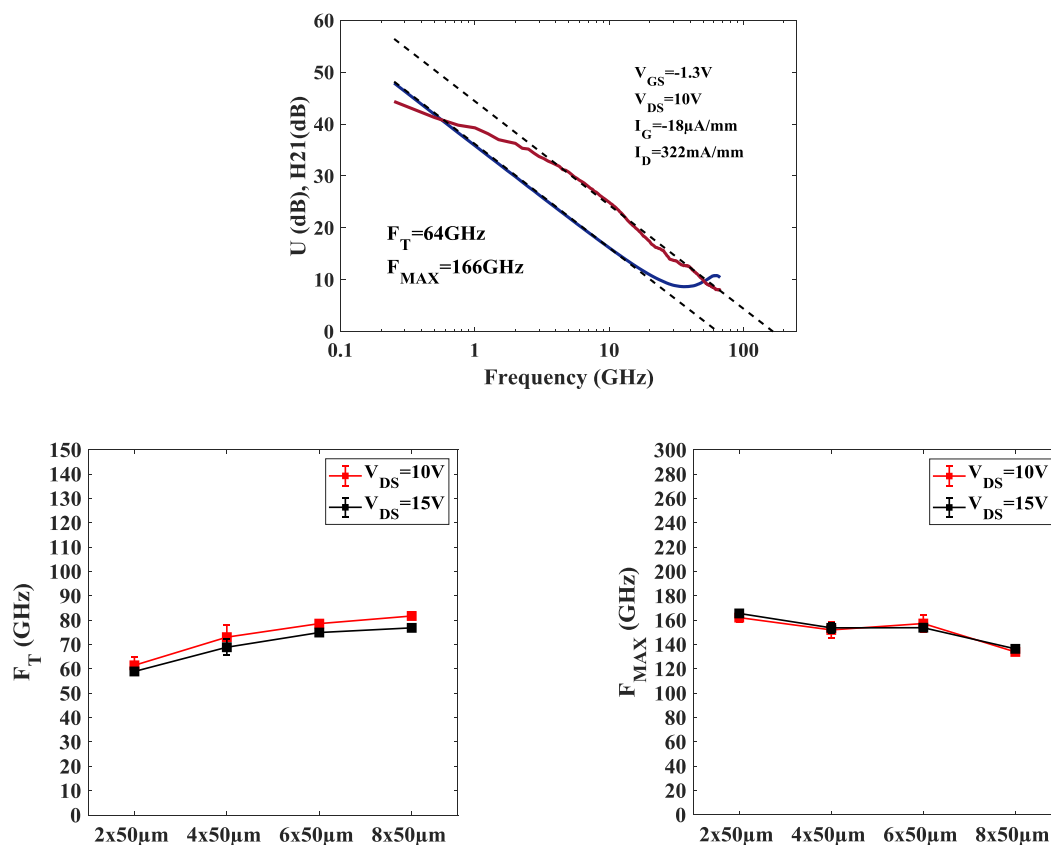 60
50
40
30
20
10
0
U (dB), H21(dB)
V_GS=-1.3V
V_DS=10V
I_G=-18μA/mm
I_D=322mA/mm
F_T=64GHz
F_MAX=166GHz
0.1 1 10 100
Frequency (GHz)
150
140
130
120
110
100
90
80
70
60
50
40
30
20
10
0
F_T (GHz)
V_DS=10V
V_DS=15V
2x50μm 4x50μm 6x50μm 8x50μm
300
280
260
240
220
200
180
160
140
120
100
80
60
40
20
0
F_MAX (GHz)
V_DS=10V
V_DS=15V
2x50μm 4x50μm 6x50μm 8x50μm